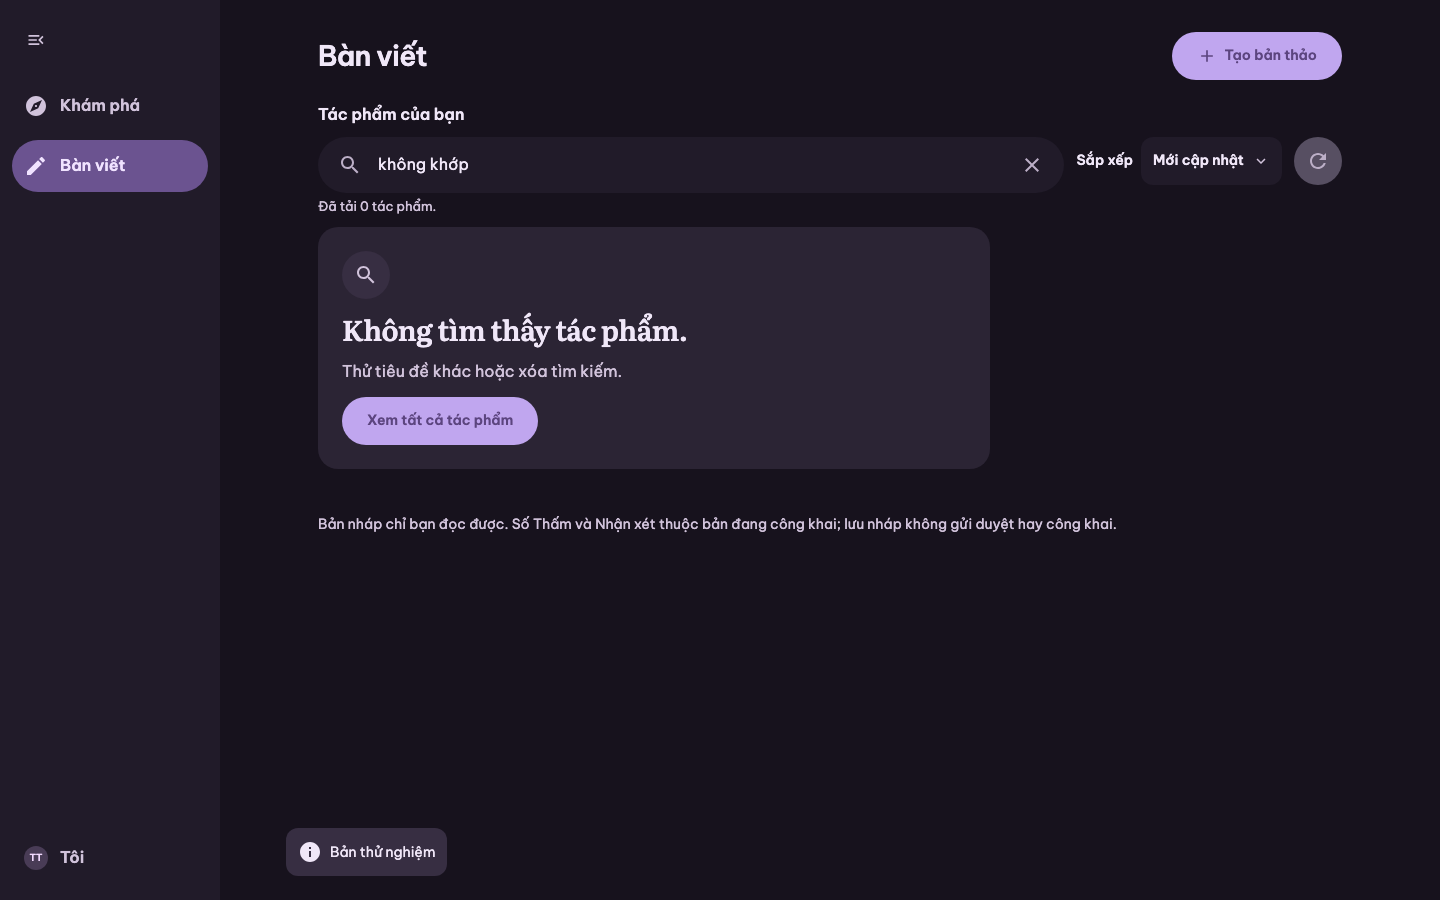 Khám phá
Bàn viết
TT Tôi
Bàn viết
Tạo bản thảo
Tác phẩm của bạn
không khớp
Sắp xếp
Mới cập nhật
Đã tải 0 tác phẩm.
Không tìm thấy tác phẩm.
Thử tiêu đề khác hoặc xóa tìm kiếm.
Xem tất cả tác phẩm
Bản nháp chỉ bạn đọc được. Số Thấm và Nhận xét thuộc bản đang công khai; lưu nháp không gửi duyệt hay công khai.
Bản thử nghiệm